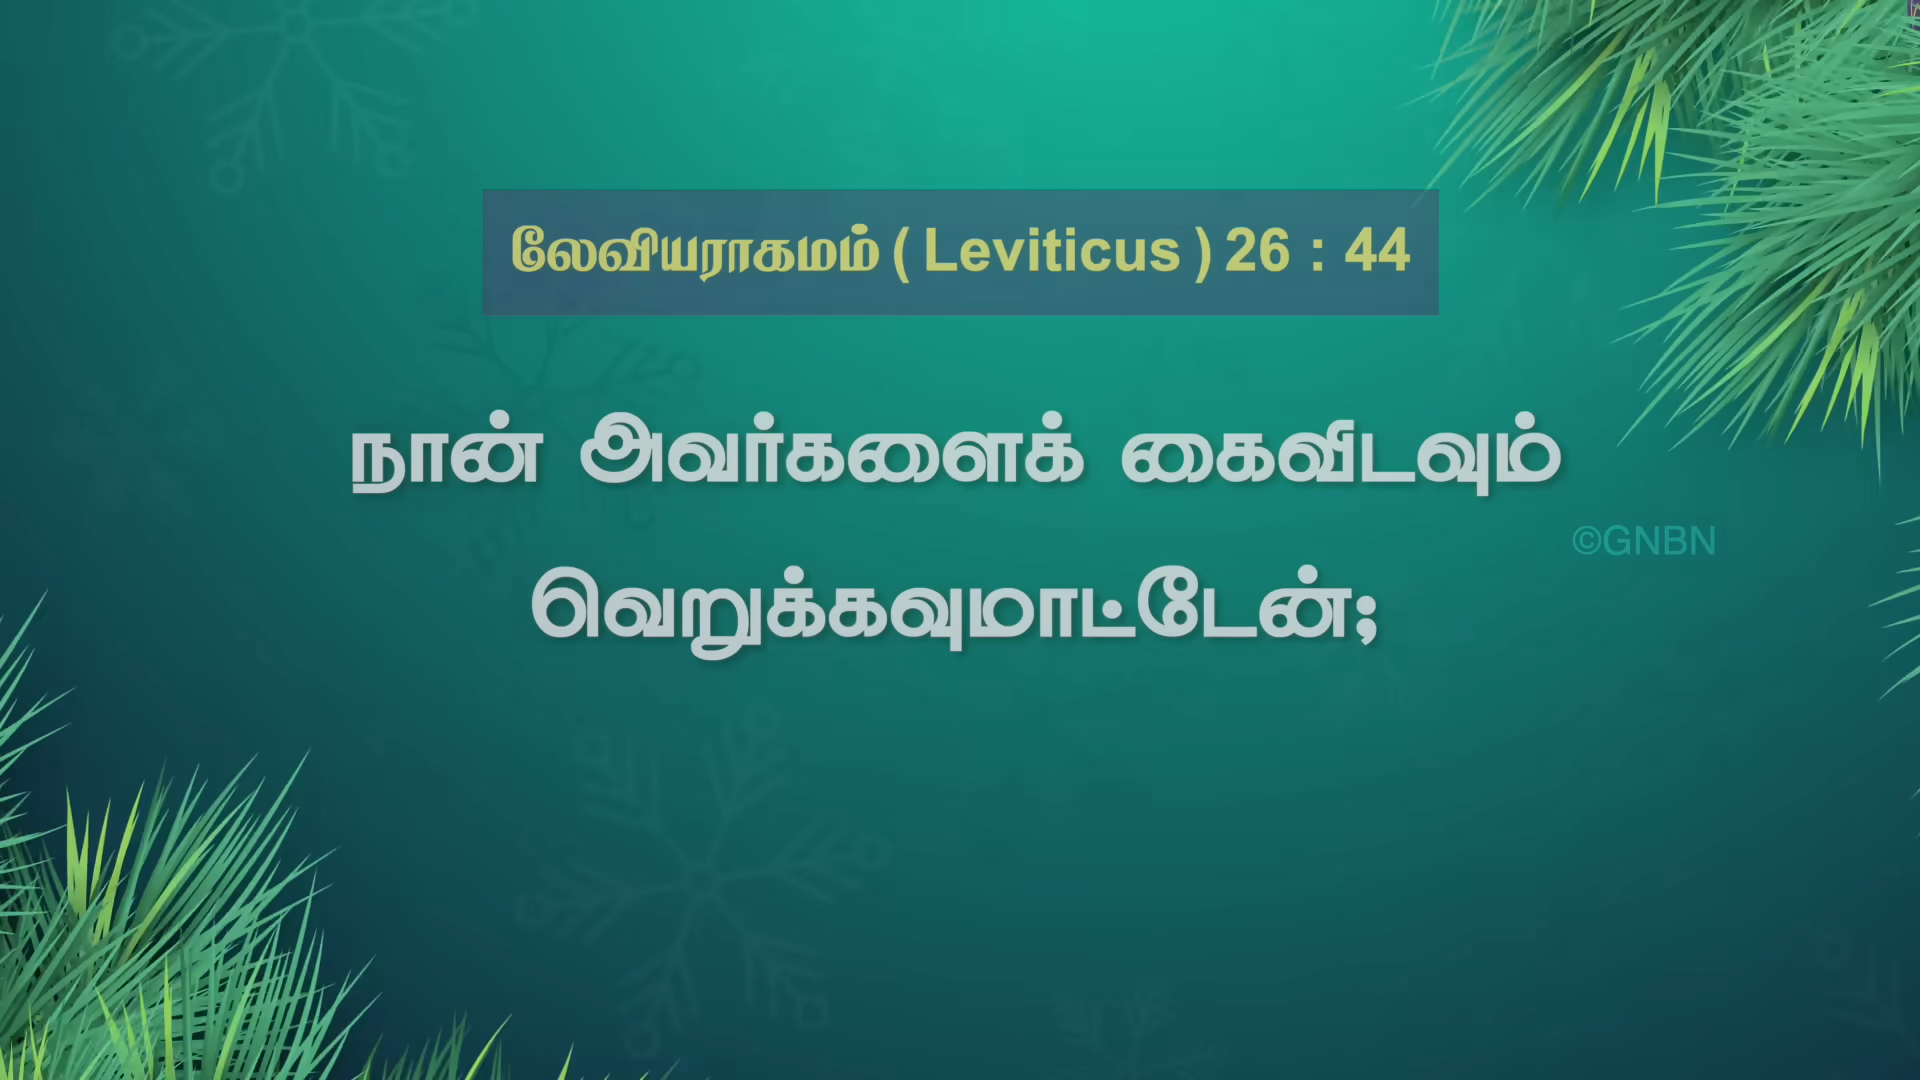 லேவியராகமம் ( Leviticus ) 26 : 44
நான் அவர்களைக் கைவிடவும்
©GNBN
வெறுக்கவுமாட்டேன்;